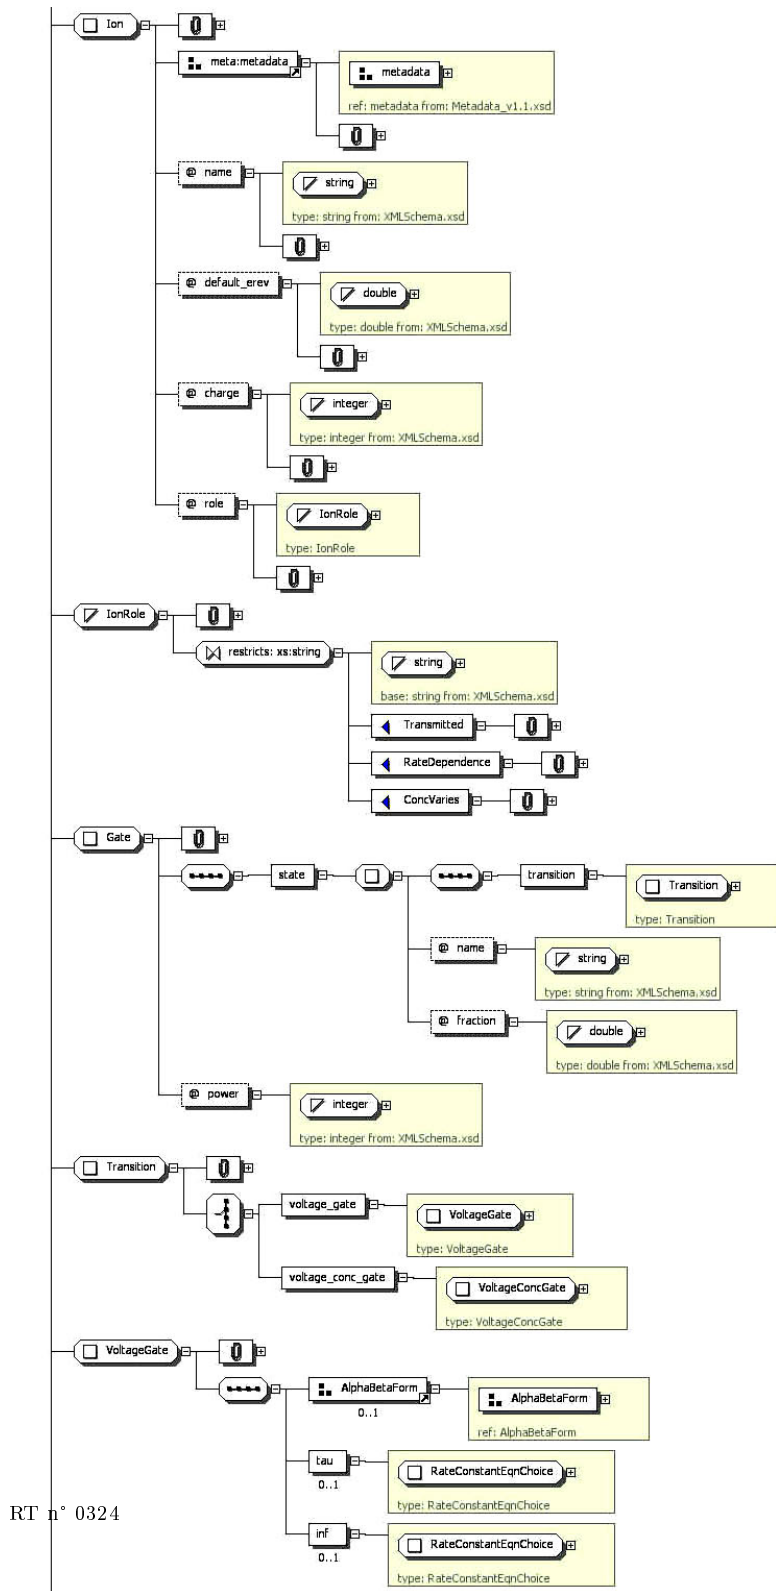 Ion
meta:metadata
metadata
ref: metadata from: Metadata_v1.1.xsd
@ name
string
type: string from: XMLSchema.xsd
@ default_erev
double
type: double from: XMLSchema.xsd
@ charge
integer
type: integer from: XMLSchema.xsd
@ role
IonRole
type: IonRole
IonRole
restricts: xs:string
string
base: string from: XMLSchema.xsd
Transmitted
RateDependence
ConcVaries
Gate
state
transition
Transition
type: Transition
@ name
string
type: string from: XMLSchema.xsd
@ fraction
double
type: double from: XMLSchema.xsd
@ power
integer
type: integer from: XMLSchema.xsd
Transition
voltage_gate
VoltageGate
type: VoltageGate
voltage_conc_gate
VoltageConcGate
type: VoltageConcGate
VoltageGate
AlphaBetaForm
0..1
AlphaBetaForm
ref: AlphaBetaForm
tau
0..1
RateConstantEqnChoice
type: RateConstantEqnChoice
RT n° 0324
inf
0..1
RateConstantEqnChoice
type: RateConstantEqnChoice